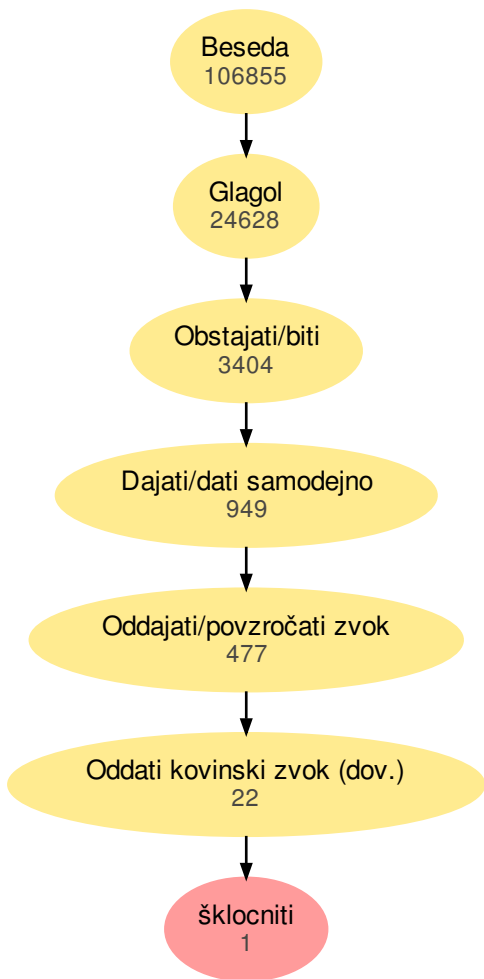 Beseda
106855
Glagol
24628
Obstajati/biti
3404
Dajati/dati samodejno
949
Oddajati/povzročati zvok
477
Oddati kovinski zvok (dov.)
22
šklocniti
1